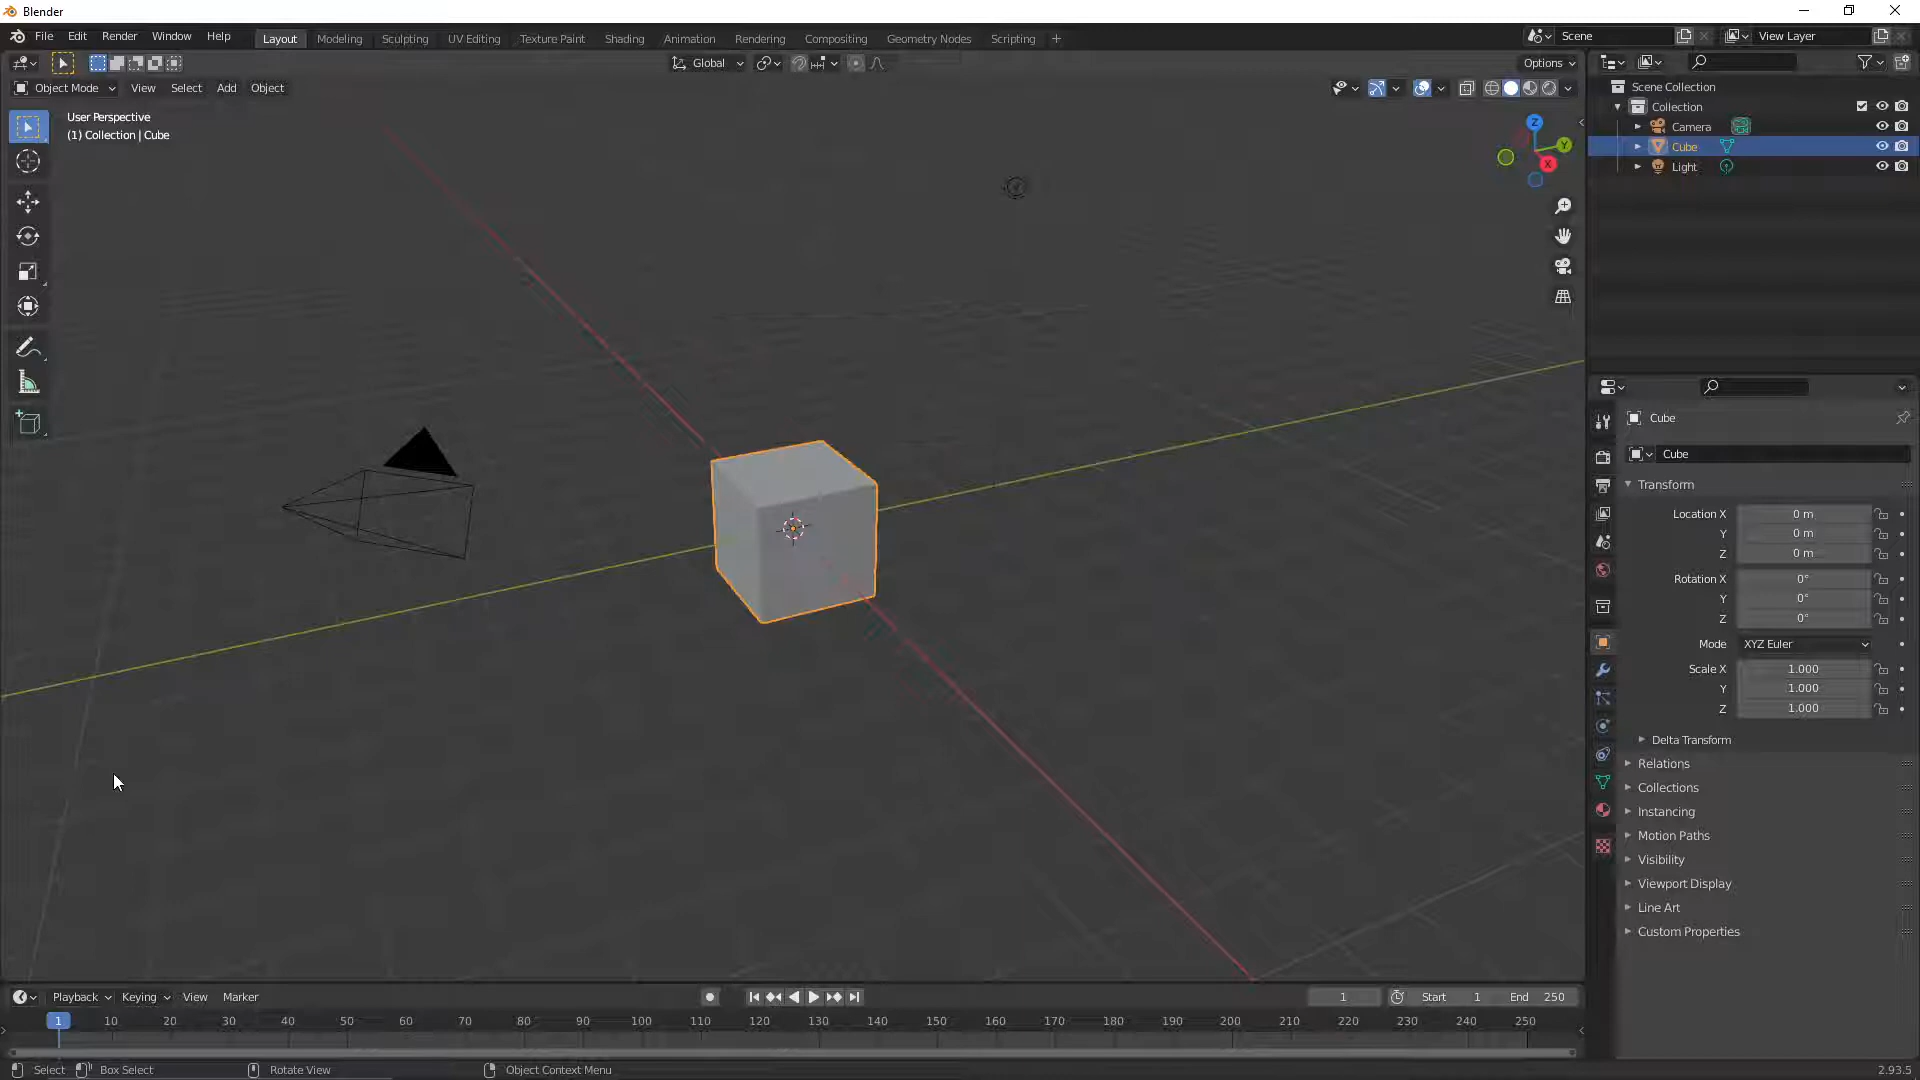 Blender
File Edit Render Window Help Layout Modeling Sculpting UV Editing Texture Paint Shading Animation Rendering Compositing Geometry Nodes Scripting + Scene View Layer
Global Options
Object Mode View Select Add Object
User Perspective
(1) Collection | Cube
Z
Y
X
Scene Collection
Collection
Camera
Cube
Light
Cube
Cube
Transform
Location X 0 m
Y 0 m
Z 0 m
Rotation X 0°
Y 0°
Z 0°
Mode XYZ Euler
Scale X 1.000
Y 1.000
Z 1.000
Delta Transform
Relations
Collections
Instancing
Motion Paths
Visibility
Viewport Display
Line Art
Custom Properties
Playback Keying View Marker 1 Start 1 End 250
1 10 20 30 40 50 60 70 80 90 100 110 120 130 140 150 160 170 180 190 200 210 220 230 240 250
Select Box Select Rotate View Object Context Menu 2.93.5